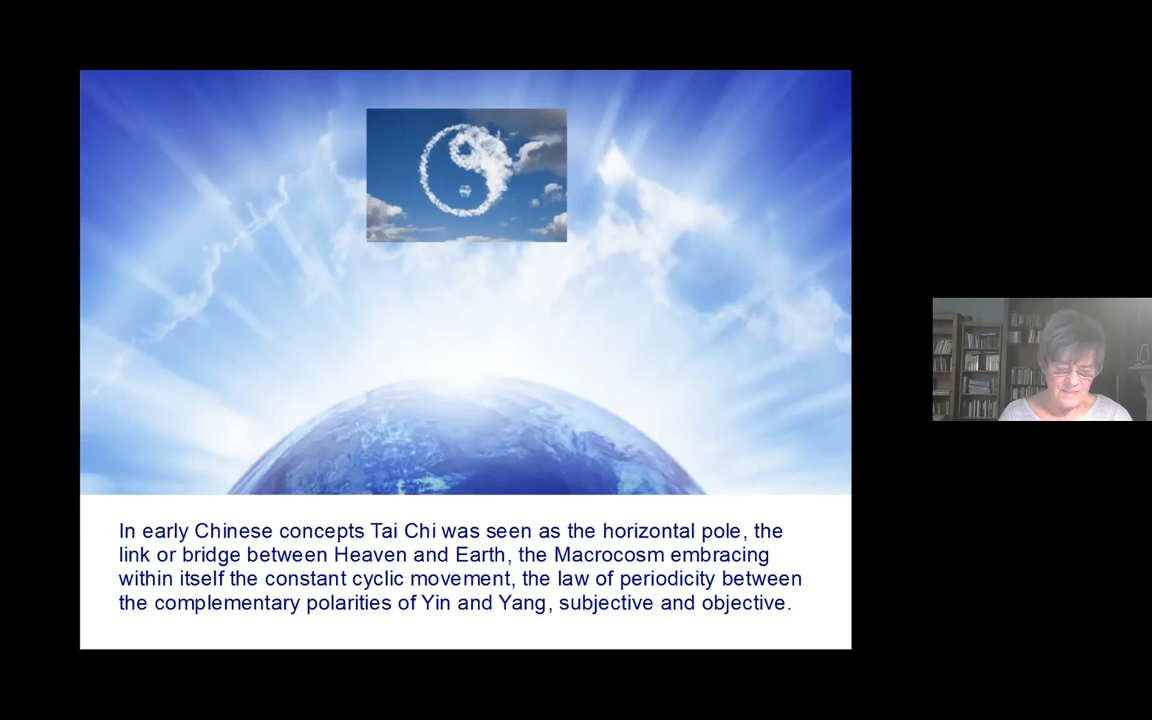 In early Chinese concepts Tai Chi was seen as the horizontal pole, the
link or bridge between Heaven and Earth, the Macrocosm embracing
within itself the constant cyclic movement, the law of periodicity between
the complementary polarities of Yin and Yang, subjective and objective.